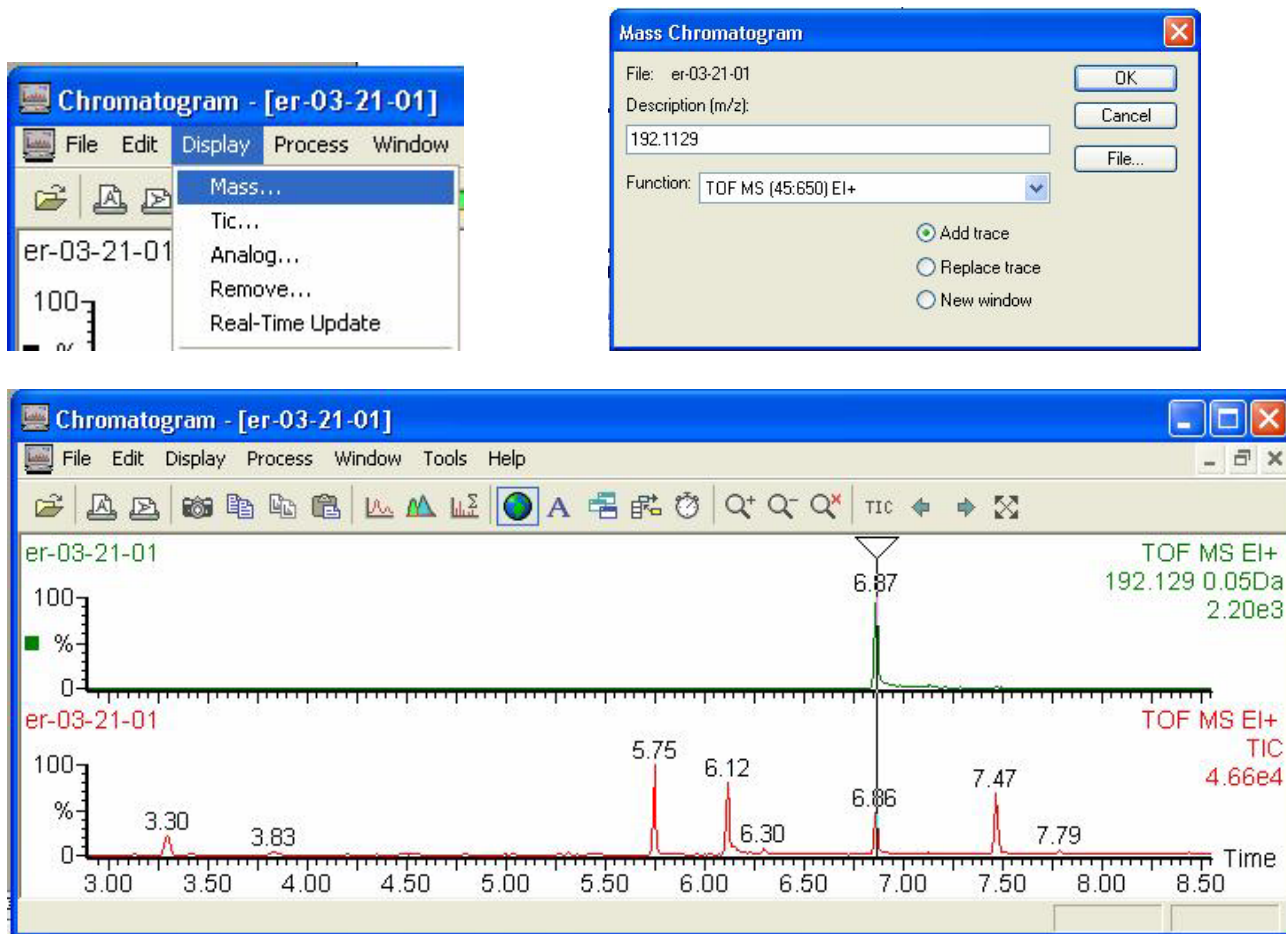 Chromatogram - [er-03-21-01]
File Edit Display Process Window
Mass...
Tic...
Analog...
Remove...
Real-Time Update
er-03-21-01
100
%
Mass Chromatogram
File: er-03-21-01
Description (m/z):
192.1129
Function: TOF MS (45:650) EI+
Add trace
Replace trace
New window
OK
Cancel
File...
Chromatogram - [er-03-21-01]
File Edit Display Process Window Tools Help
A A TIC
er-03-21-01
TOF MS EI+
192.129 0.05Da
2.20e3
6.87
100
%
0
er-03-21-01
TOF MS EI+
TIC
4.66e4
100
%
0
3.30 3.83 5.75 6.12 6.30 6.86 7.47 7.79
3.00 3.50 4.00 4.50 5.00 5.50 6.00 6.50 7.00 7.50 8.00 8.50
Time